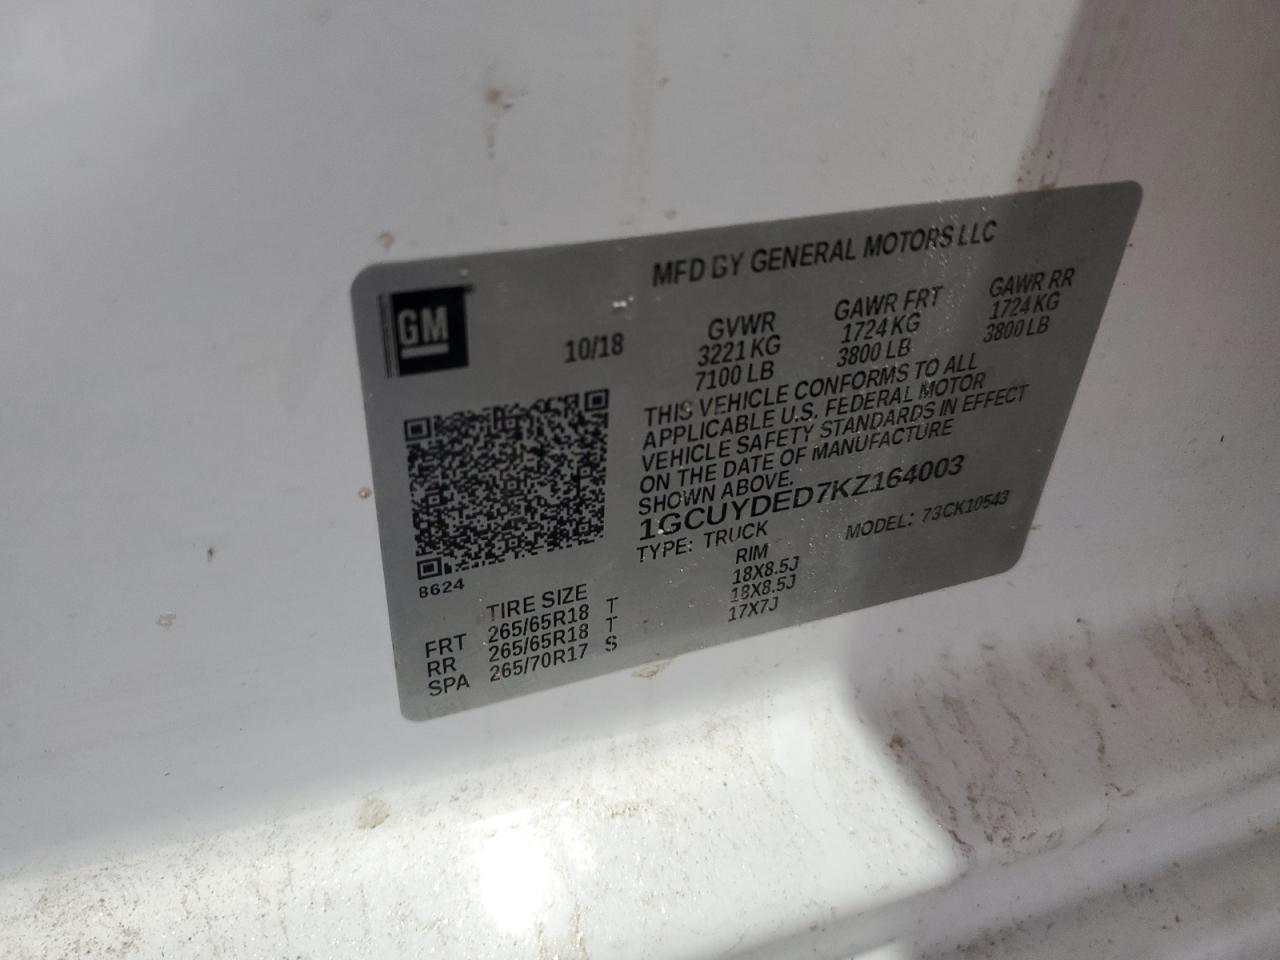 MFD BY GENERAL MOTORS LLC
GM
10/18
GVWR GAWR FRT GAWR RR
3221 KG 1724 KG 1724 KG
7100 LB 3800 LB 3800 LB
THIS VEHICLE CONFORMS TO ALL
APPLICABLE U.S. FEDERAL MOTOR
VEHICLE SAFETY STANDARDS IN EFFECT
ON THE DATE OF MANUFACTURE
SHOWN ABOVE.
1GCUYDED7KZ164003
TYPE: TRUCK MODEL: 73CK10543
8624
TIRE SIZE RIM
FRT 265/65R18 T 18X8.5J
RR 265/65R18 T 18X8.5J
SPA 265/70R17 S 17X7J